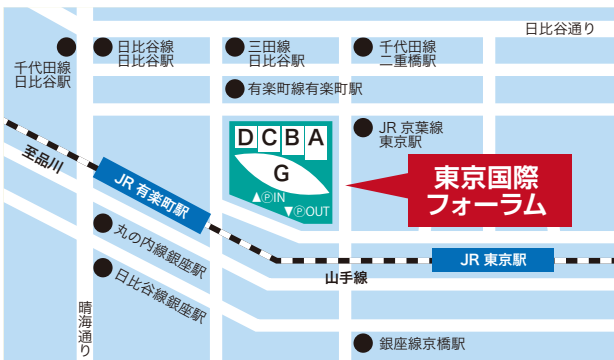 日比谷通り
千代田線
日比谷駅
日比谷線
日比谷駅
三田線
日比谷駅
千代田線
二重橋駅
有楽町線有楽町駅
JR 京葉線
東京駅
D C B A
G
▲ⓅIN
▼ⓅOUT
東京国際
フォーラム
至品川
JR 有楽町駅
丸の内線銀座駅
日比谷線銀座駅
山手線
JR 東京駅
晴海通り
銀座線京橋駅